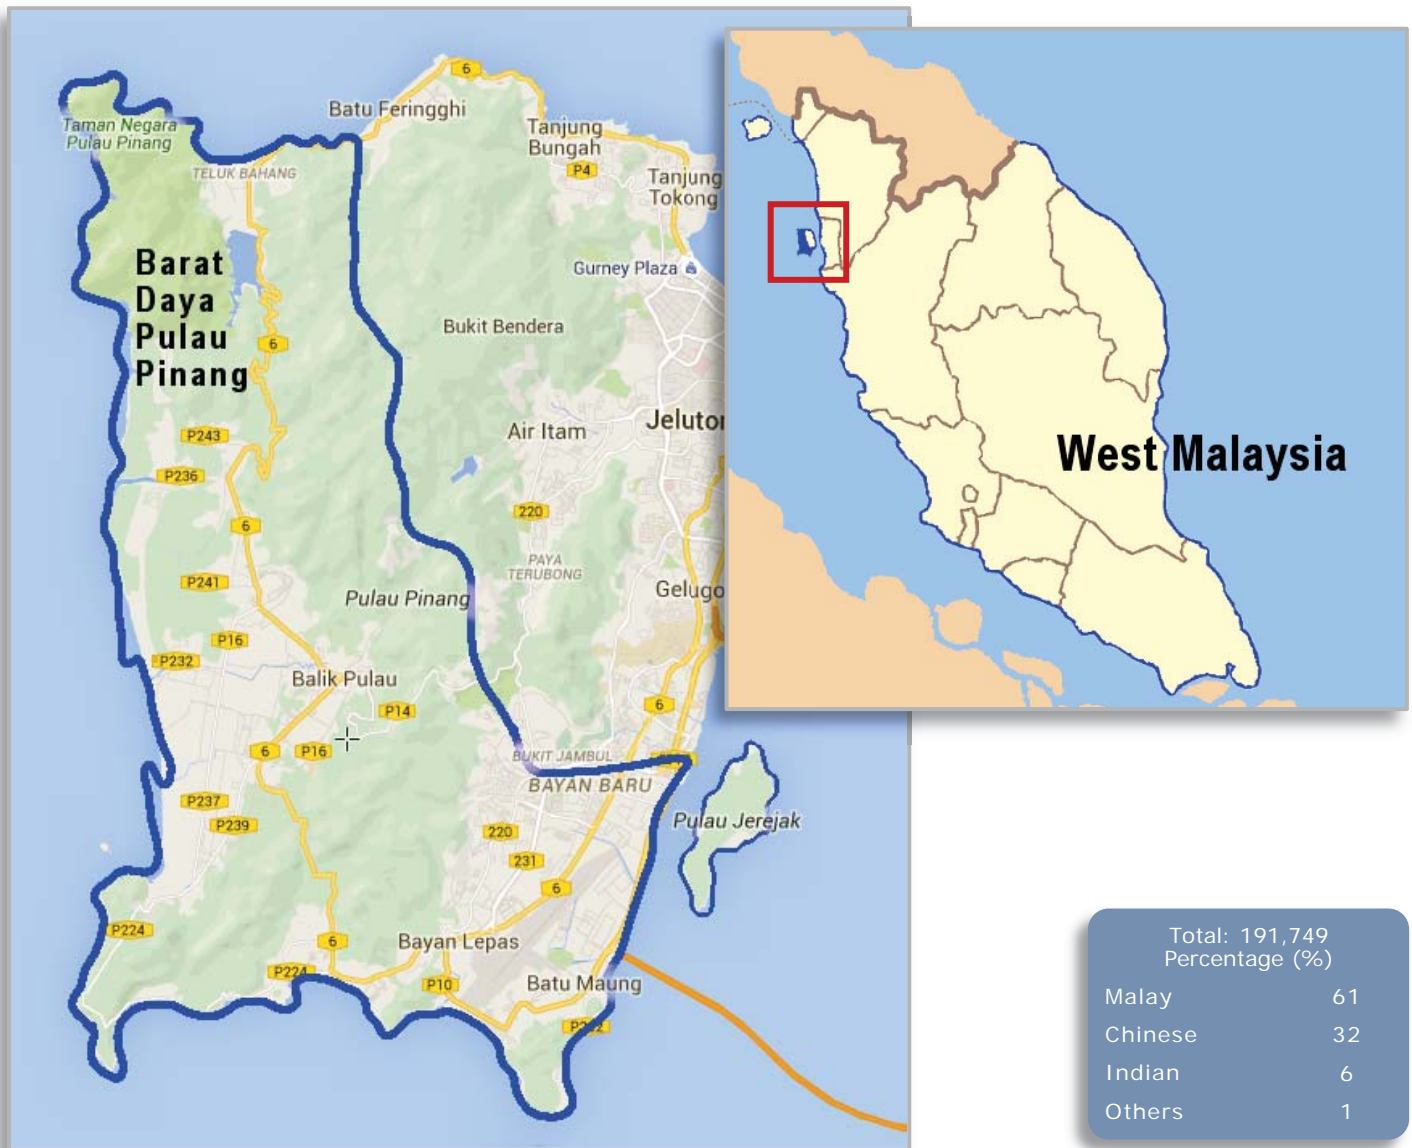 6
Batu Feringghi
Taman Negara
Pulau Pinang
Tanjung
Bungah
P4
TELUK BAHANG
Tanjung
Tokong
Barat
Daya
Pulau
Pinang
Gurney Plaza
Bukit Bendera
6
P243
Air Itam
P236
220
6
PAYA
TERUBONG
P241
Pulau Pinang
P16
P232
Balik Pulau
P14
6
6
P16
BUKIT JAMBUL
BAYAN BARU
P237
P239
220
Pulau Jerejak
231
6
P224
6
Bayan Lepas
P224
P10
Batu Maung
West Malaysia
Total: 191,749
Percentage (%)
Malay 61
Chinese 32
Indian 6
Others 1